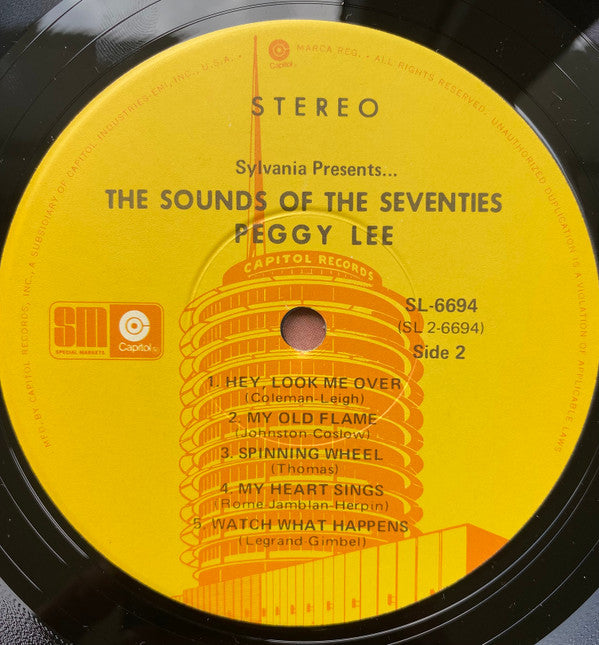 MFD. BY CAPITOL RECORDS, INC., A SUBSIDIARY OF CAPITOL INDUSTRIES-EMI, INC., U.S.A. • Capitol® MARCA REG. • ALL RIGHTS RESERVED. UNAUTHORIZED DUPLICATION IS A VIOLATION OF APPLICABLE LAWS
STEREO
Sylvania Presents...
THE SOUNDS OF THE SEVENTIES
PEGGY LEE
CAPITOL RECORDS
SL-6694
(SL 2-6694)
Side 2
SM
SPECIAL MARKETS
Capitol®
1. HEY, LOOK ME OVER
(Coleman-Leigh)
2. MY OLD FLAME
(Johnston Coslow)
3. SPINNING WHEEL
(Thomas)
4. MY HEART SINGS
(Rome Jamblan-Herpin)
5. WATCH WHAT HAPPENS
(Legrand-Gimbel)